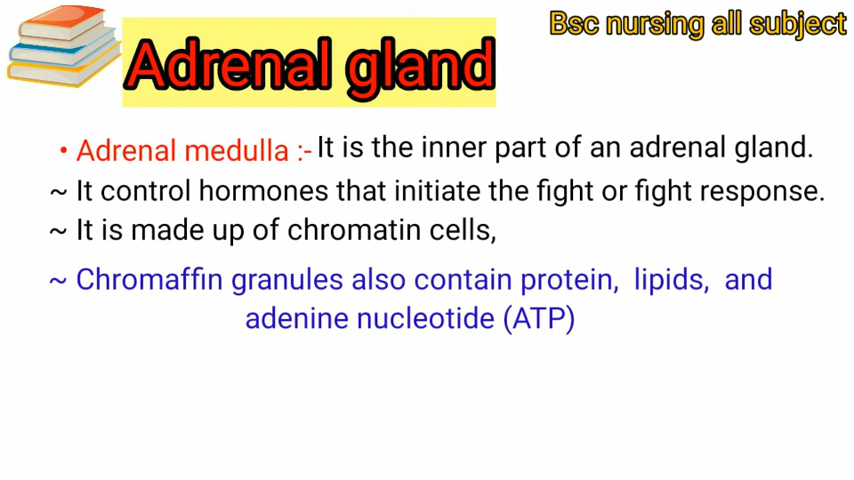 Bsc nursing all subject
Adrenal gland
• Adrenal medulla :- It is the inner part of an adrenal gland.
~ It control hormones that initiate the fight or fight response.
~ It is made up of chromatin cells,
~ Chromaffin granules also contain protein, lipids, and
adenine nucleotide (ATP)